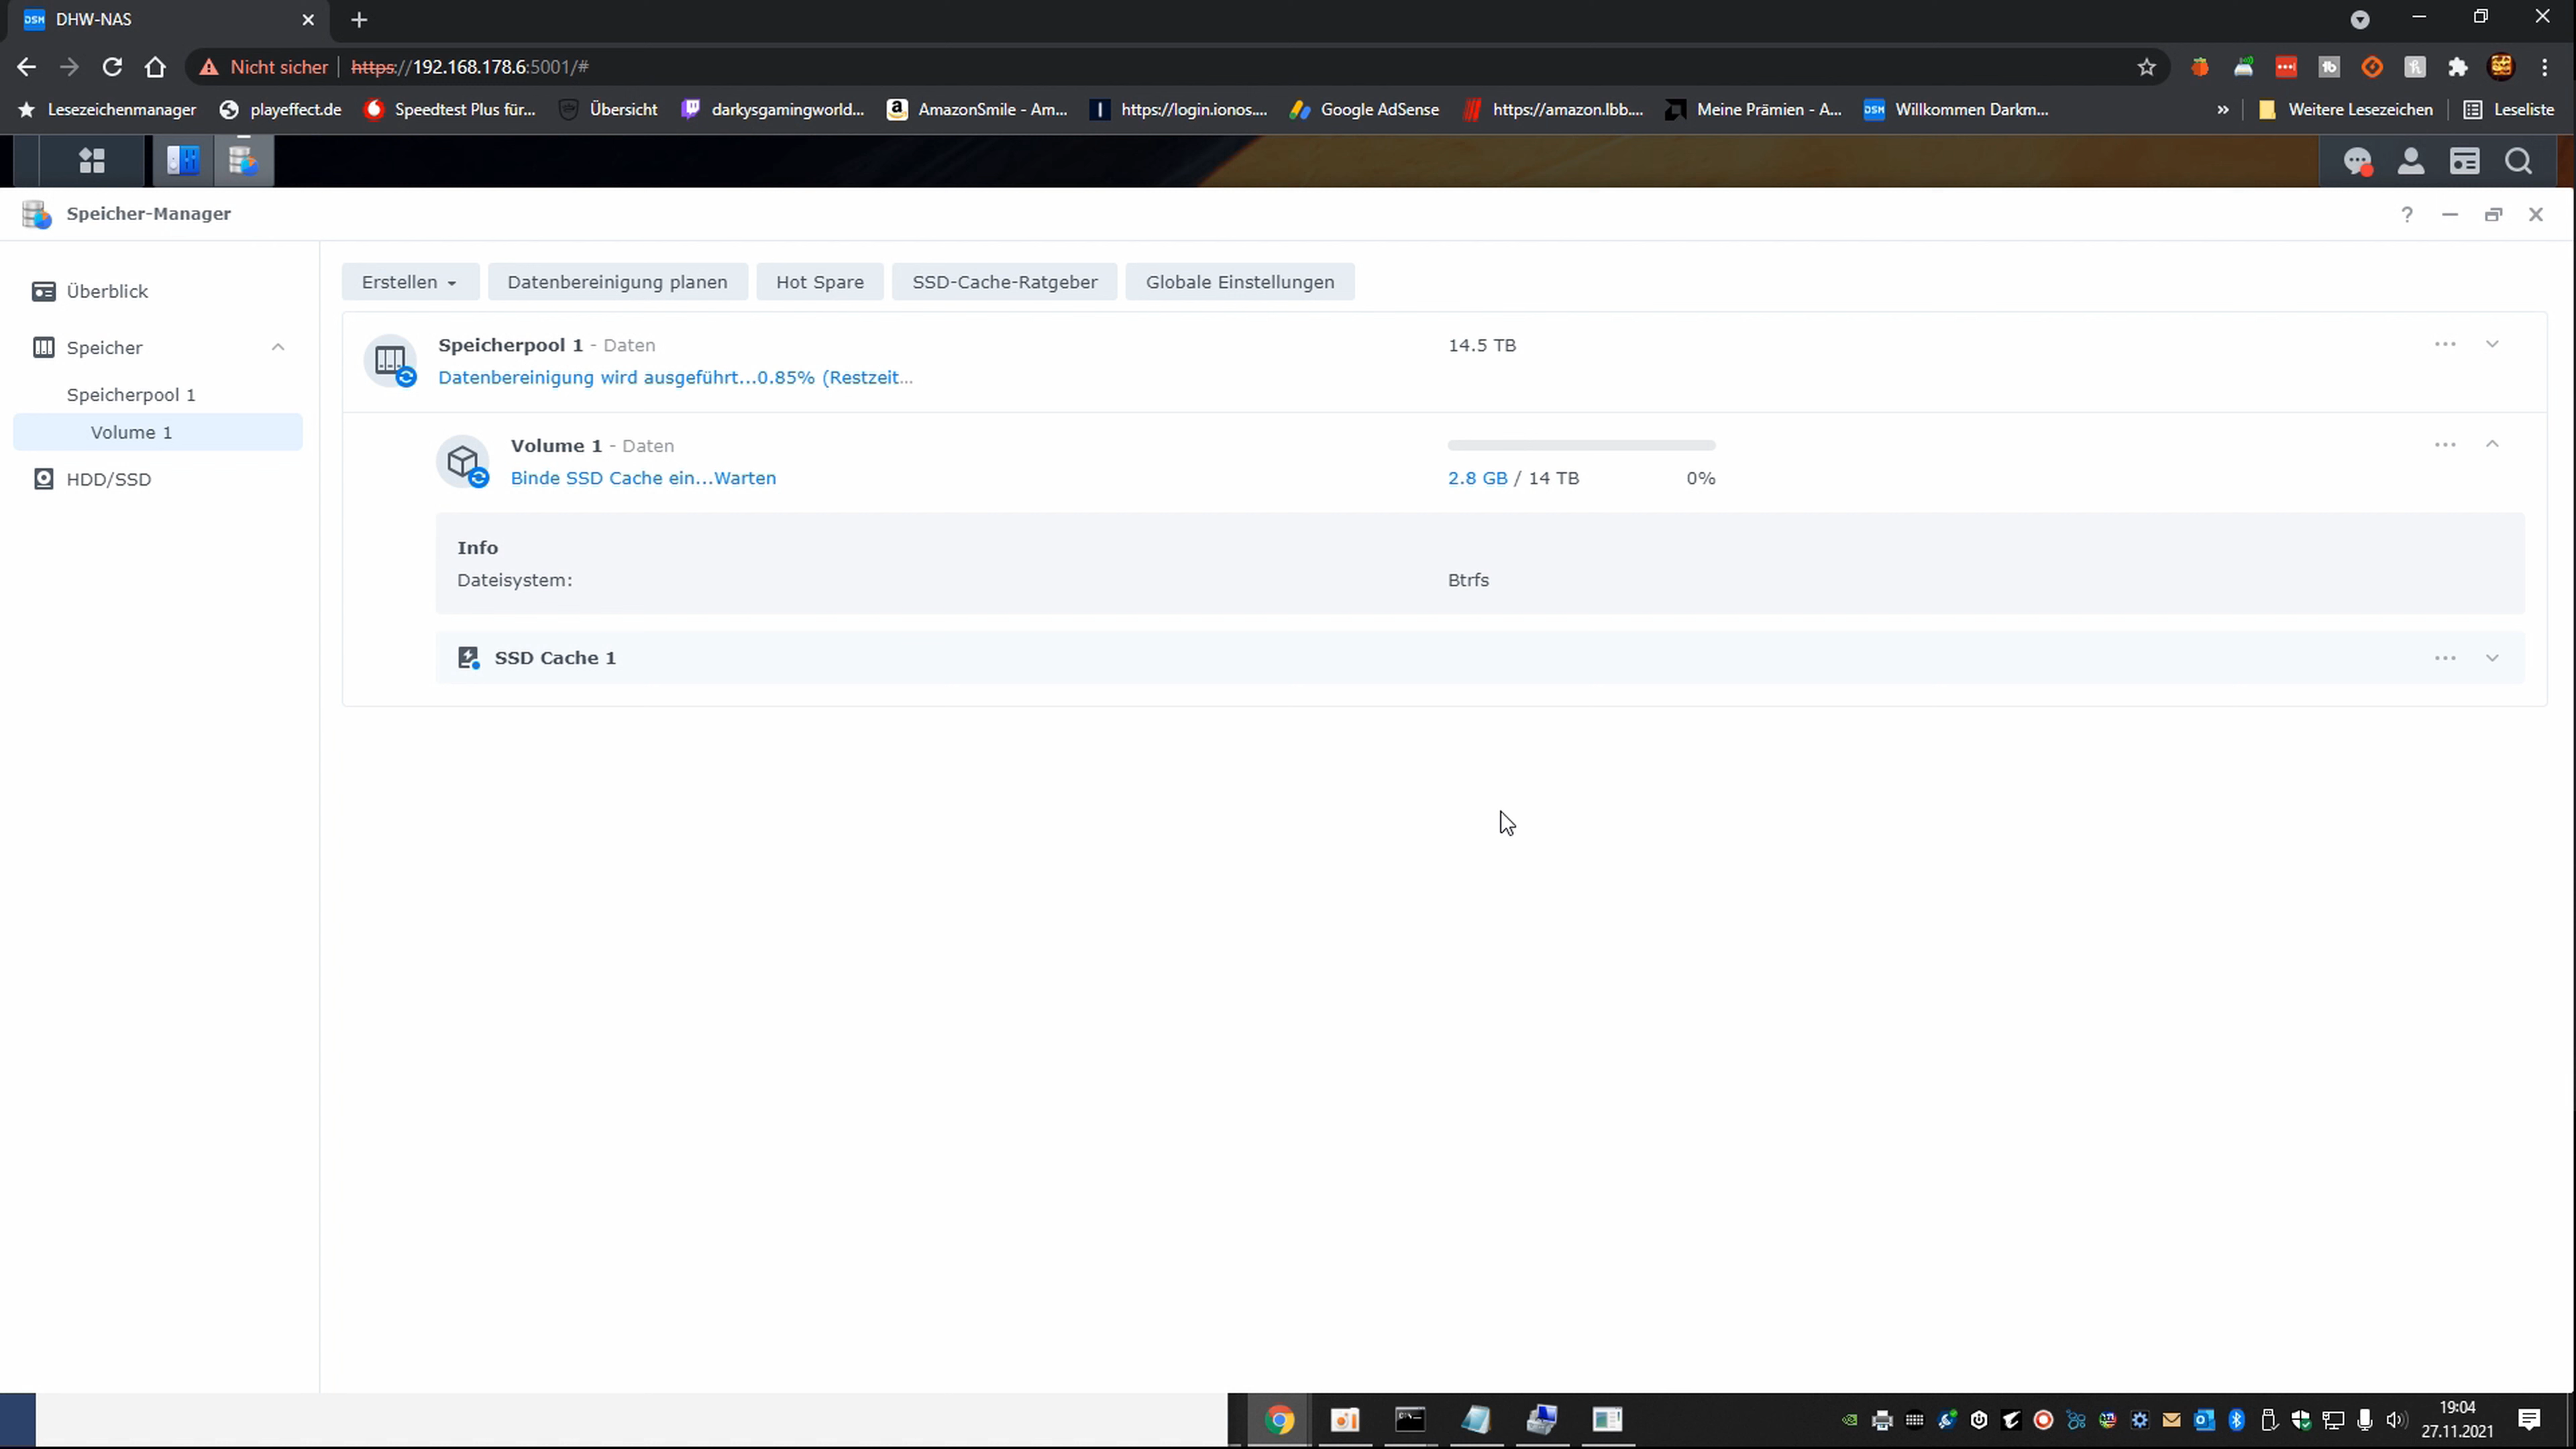 DSM DHW-NAS
Nicht sicher https://192.168.178.6:5001/#
Lesezeichenmanager playeffect.de Speedtest Plus für... Übersicht darkysgamingworld... AmazonSmile - Am... https://login.ionos.... Google AdSense https://amazon.lbb.... Meine Prämien - A... DSM Willkommen Darkm... » Weitere Lesezeichen Leseliste
Speicher-Manager
Überblick
Speicher
Speicherpool 1
Volume 1
HDD/SSD
Erstellen Datenbereinigung planen Hot Spare SSD-Cache-Ratgeber Globale Einstellungen
Speicherpool 1 - Daten 14.5 TB
Datenbereinigung wird ausgeführt...0.85% (Restzeit...
Volume 1 - Daten
Binde SSD Cache ein...Warten 2.8 GB / 14 TB 0%
Info
Dateisystem: Btrfs
SSD Cache 1
19:04
27.11.2021